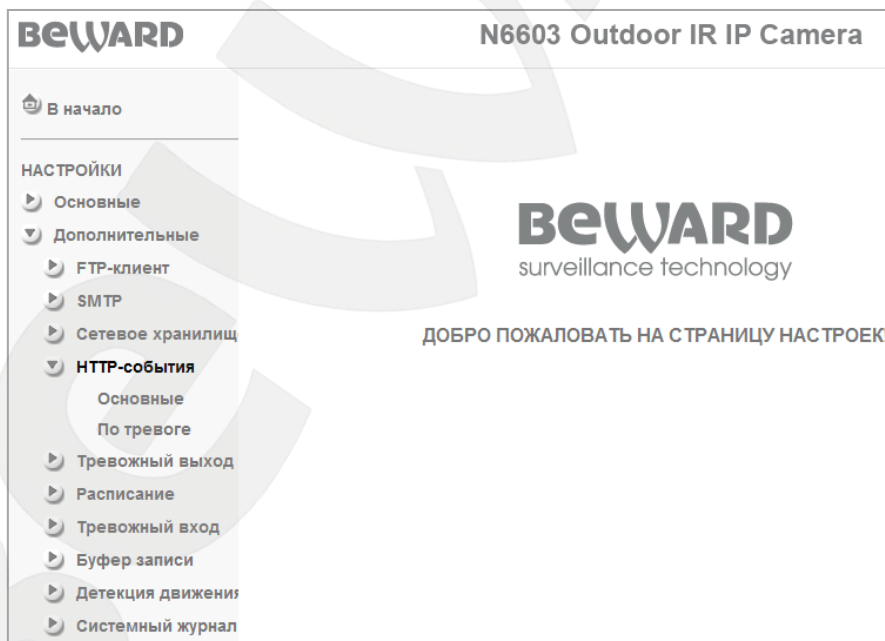 BEWARD
N6603 Outdoor IR IP Camera
В начало
НАСТРОЙКИ
Основные
Дополнительные
FTP-клиент
SMTP
Сетевое хранилищ
HTTP-события
Основные
По тревоге
Тревожный выход
Расписание
Тревожный вход
Буфер записи
Детекция движения
Системный журнал
BEWARD
surveillance technology
ДОБРО ПОЖАЛОВАТЬ НА СТРАНИЦУ НАСТРОЕК